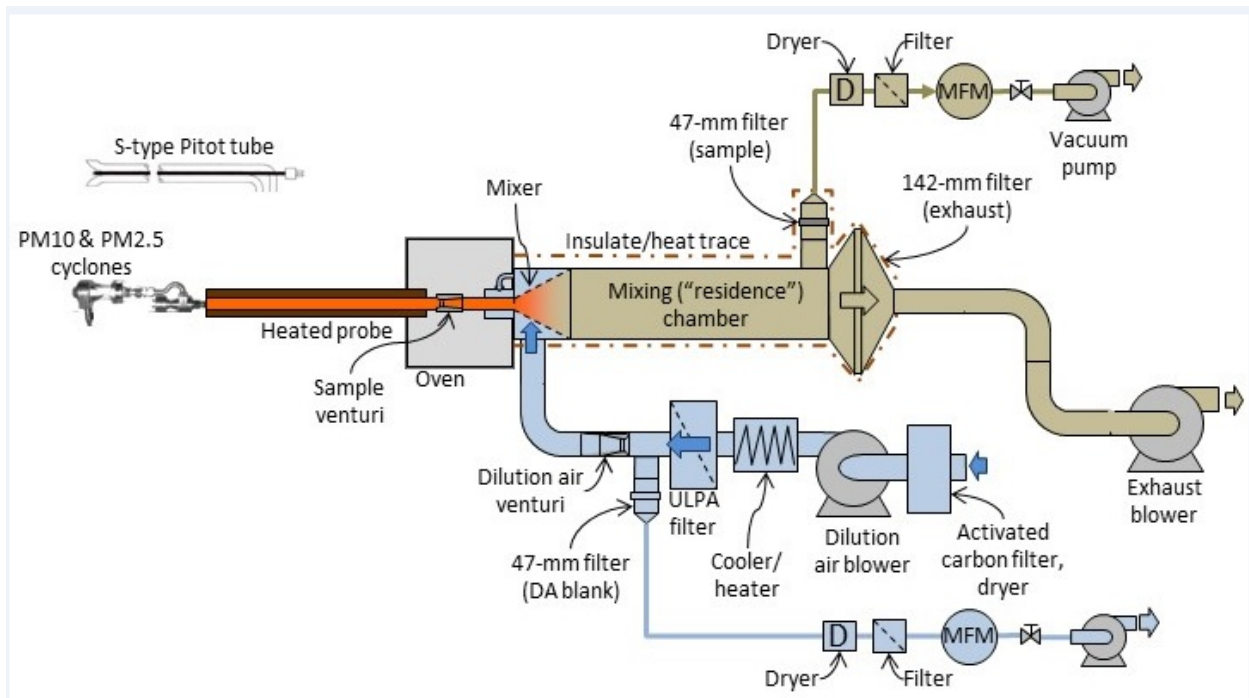 Dryer
Filter
D
MFM
Vacuum
pump
47-mm filter
(sample)
142-mm filter
(exhaust)
S-type Pitot tube
Mixer
PM10 & PM2.5
cyclones
Insulate/heat trace
Mixing ("residence")
chamber
Heated probe
Oven
Sample
venturi
Dilution air
venturi
ULPA
filter
47-mm filter
(DA blank)
Cooler/
heater
Dilution
air blower
Activated
carbon filter,
dryer
Exhaust
blower
D
MFM
Dryer
Filter